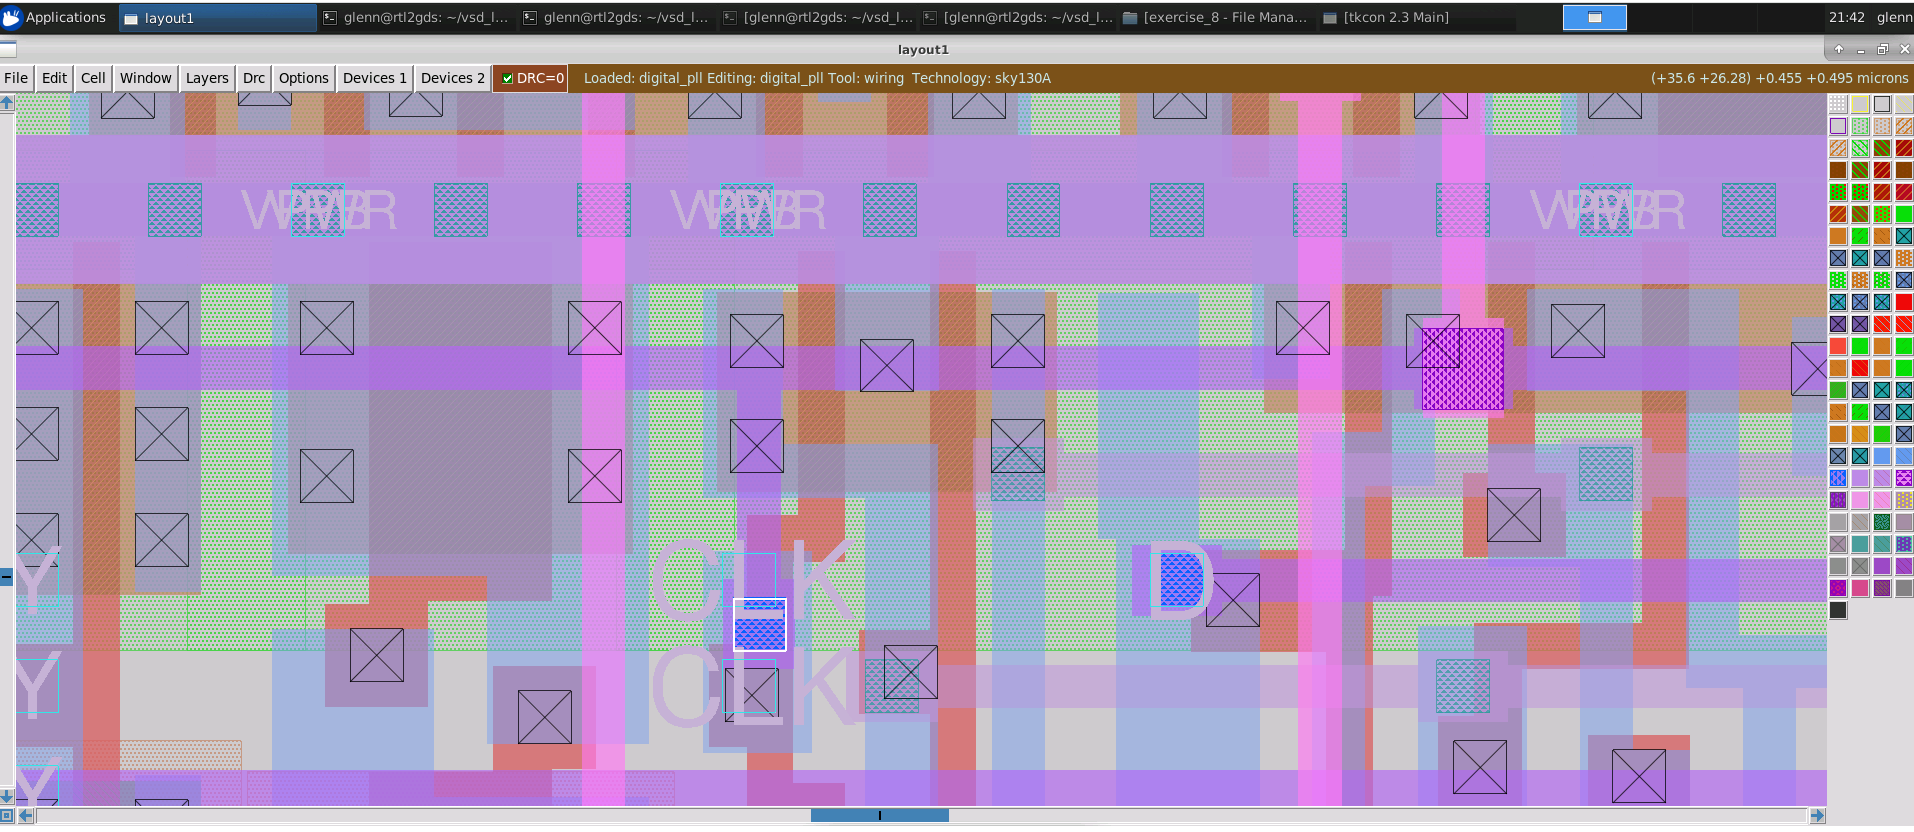 Applications layout1 glenn@rtl2gds: ~/vsd_l... glenn@rtl2gds: ~/vsd_l... [glenn@rtl2gds: ~/vsd_l... [glenn@rtl2gds: ~/vsd_l... [exercise_8 - File Mana... [tkcon 2.3 Main] 21:42 glenn
layout1
File Edit Cell Window Layers Drc Options Devices 1 Devices 2 DRC=0 Loaded: digital_pll Editing: digital_pll Tool: wiring Technology: sky130A (+35.6 +26.28) +0.455 +0.495 microns
Y CLK D
Y CLK
Y